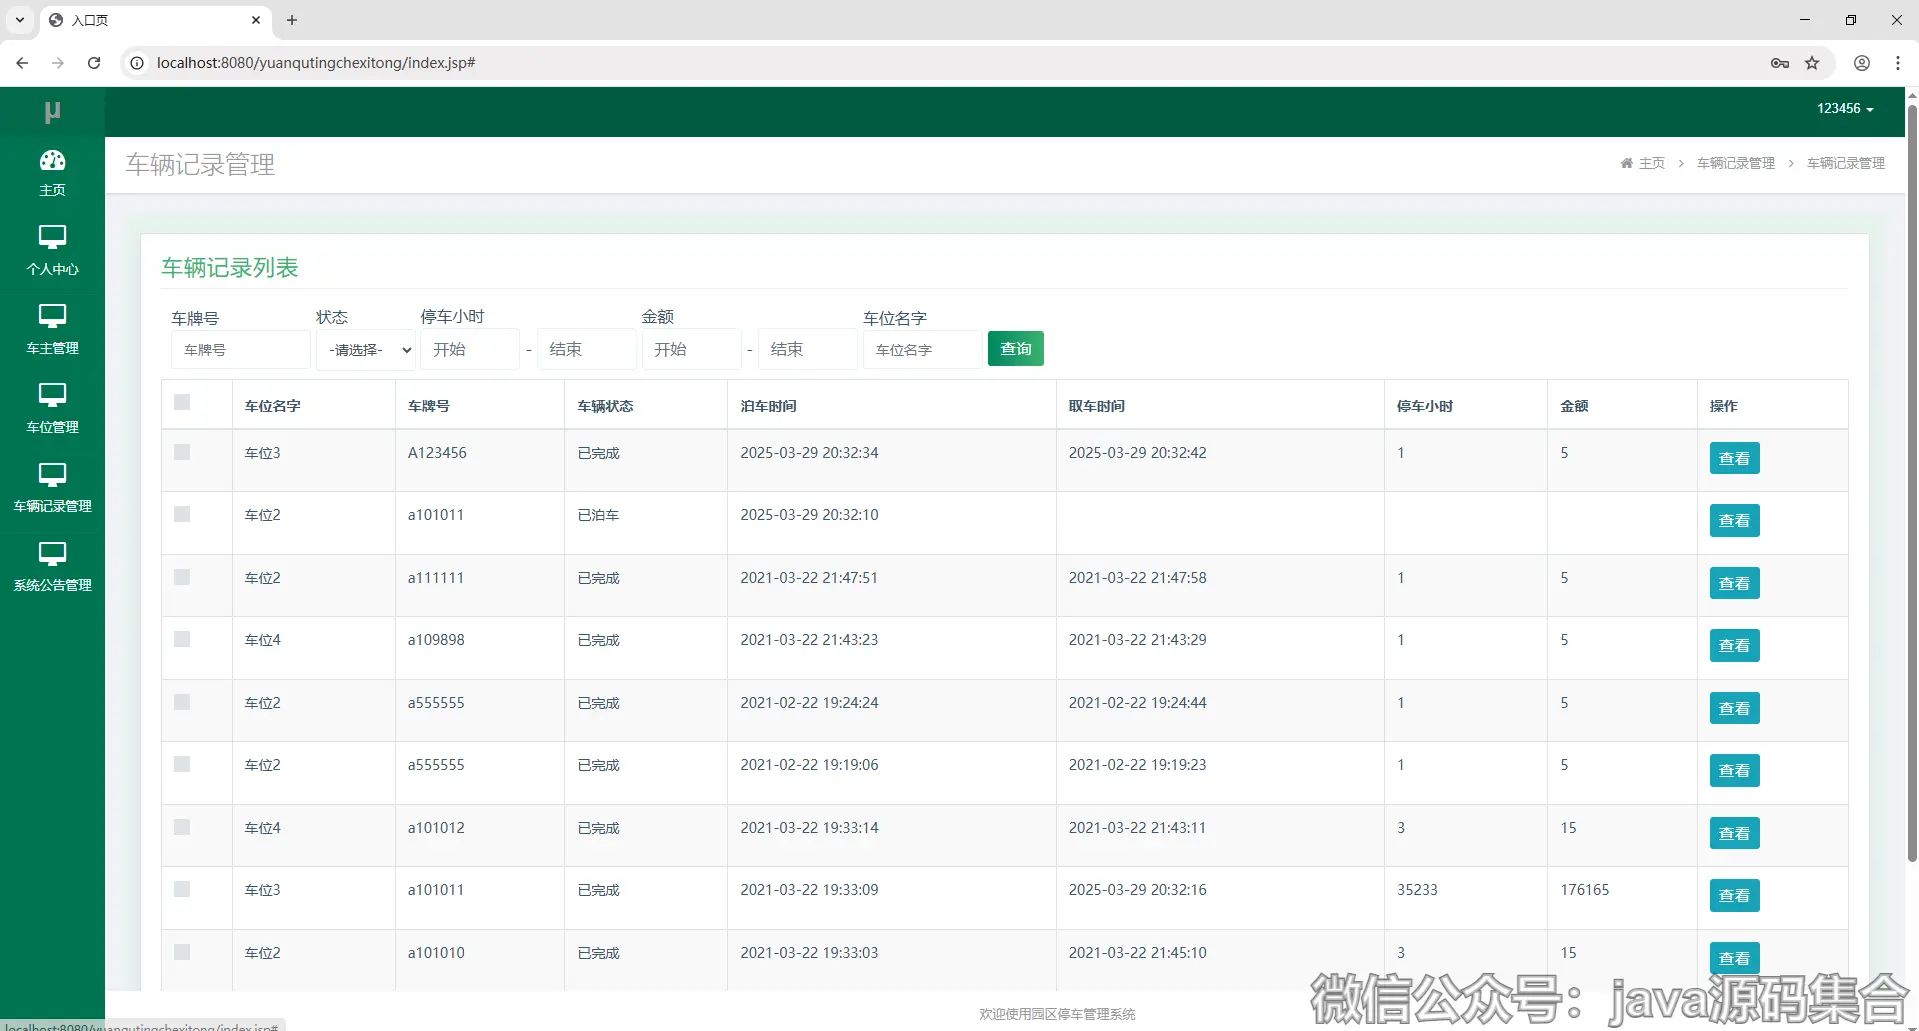 入口页
localhost:8080/yuanqutingchexitong/index.jsp#
µ
123456
主页
个人中心
车主管理
车位管理
车辆记录管理
系统公告管理
车辆记录管理
主页 > 车辆记录管理 > 车辆记录管理
车辆记录列表
车牌号 状态 停车小时 金额 车位名字
车牌号 -请选择- 开始 - 结束 开始 - 结束 车位名字 查询
车位名字 车牌号 车辆状态 泊车时间 取车时间 停车小时 金额 操作
车位3 A123456 已完成 2025-03-29 20:32:34 2025-03-29 20:32:42 1 5 查看
车位2 a101011 已泊车 2025-03-29 20:32:10 查看
车位2 a111111 已完成 2021-03-22 21:47:51 2021-03-22 21:47:58 1 5 查看
车位4 a109898 已完成 2021-03-22 21:43:23 2021-03-22 21:43:29 1 5 查看
车位2 a555555 已完成 2021-02-22 19:24:24 2021-02-22 19:24:44 1 5 查看
车位2 a555555 已完成 2021-02-22 19:19:06 2021-02-22 19:19:23 1 5 查看
车位4 a101012 已完成 2021-03-22 19:33:14 2021-03-22 21:43:11 3 15 查看
车位3 a101011 已完成 2021-03-22 19:33:09 2025-03-29 20:32:16 35233 176165 查看
车位2 a101010 已完成 2021-03-22 19:33:03 2021-03-22 21:45:10 3 15 查看
欢迎使用园区停车管理系统
微信公众号：java源码集合
localhost:8080/yuanqutingchexitong/index.jsp#